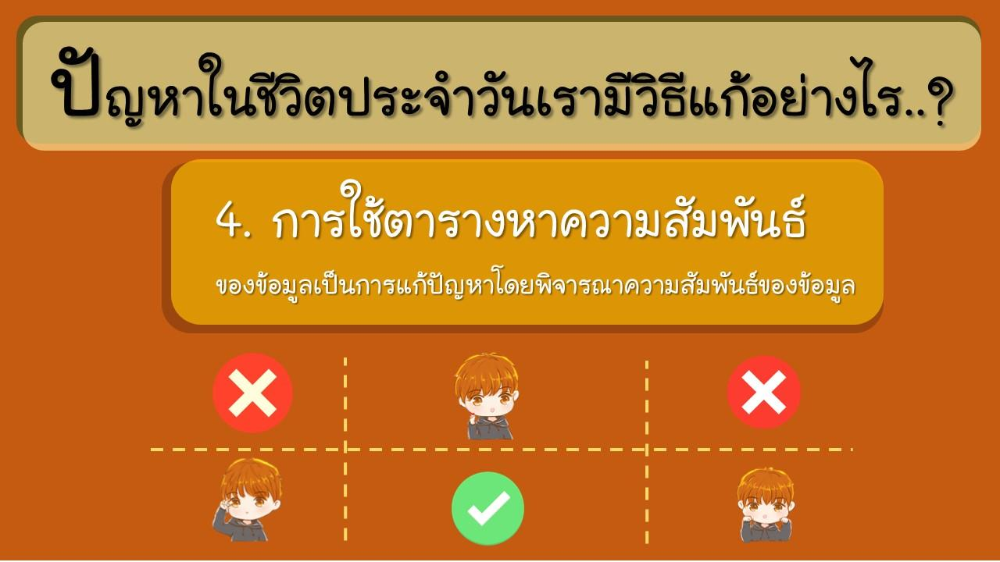 ปัญหาในชีวิตประจำวันเรามีวิธีแก้อย่างไร..?
4. การใช้ตารางหาความสัมพันธ์
ของข้อมูลเป็นการแก้ปัญหาโดยพิจารณาความสัมพันธ์ของข้อมูล